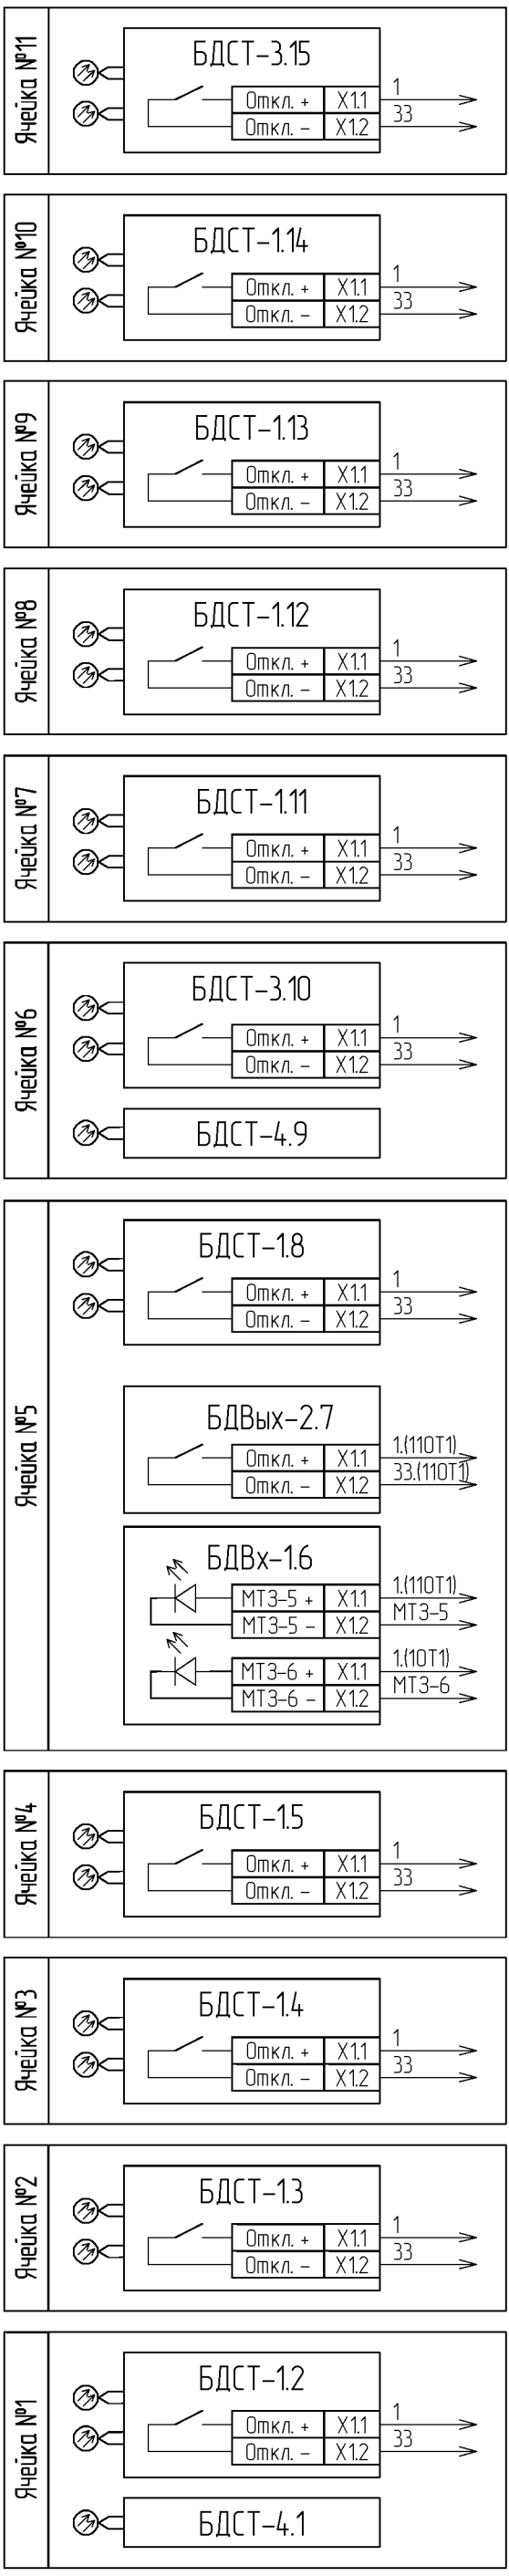 Ячейка №11
БДСТ-3.15
Откл. + X1.1 1
Откл. - X1.2 33
Ячейка №10
БДСТ-1.14
Откл. + X1.1 1
Откл. - X1.2 33
Ячейка №9
БДСТ-1.13
Откл. + X1.1 1
Откл. - X1.2 33
Ячейка №8
БДСТ-1.12
Откл. + X1.1 1
Откл. - X1.2 33
Ячейка №7
БДСТ-1.11
Откл. + X1.1 1
Откл. - X1.2 33
Ячейка №6
БДСТ-3.10
Откл. + X1.1 1
Откл. - X1.2 33
БДСТ-4.9
Ячейка №5
БДСТ-1.8
Откл. + X1.1 1
Откл. - X1.2 33
БДВых-2.7
Откл. + X1.1 1.(110Т1)
Откл. - X1.2 33.(110Т1)
БДВх-1.6
МТЗ-5 + X1.1 1.(110Т1)
МТЗ-5 - X1.2 МТЗ-5
МТЗ-6 + X1.1 1.(10Т1)
МТЗ-6 - X1.2 МТЗ-6
Ячейка №4
БДСТ-1.5
Откл. + X1.1 1
Откл. - X1.2 33
Ячейка №3
БДСТ-1.4
Откл. + X1.1 1
Откл. - X1.2 33
Ячейка №2
БДСТ-1.3
Откл. + X1.1 1
Откл. - X1.2 33
Ячейка №1
БДСТ-1.2
Откл. + X1.1 1
Откл. - X1.2 33
БДСТ-4.1